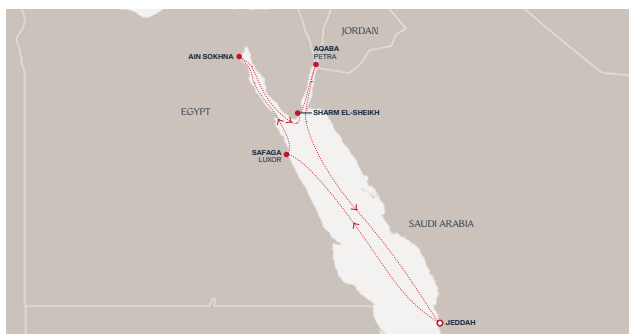 JORDAN
AIN SOKHNA
AQABA
PETRA
EGYPT
SHARM EL-SHEIKH
SAFAGA
LUXOR
SAUDI ARABIA
JEDDAH